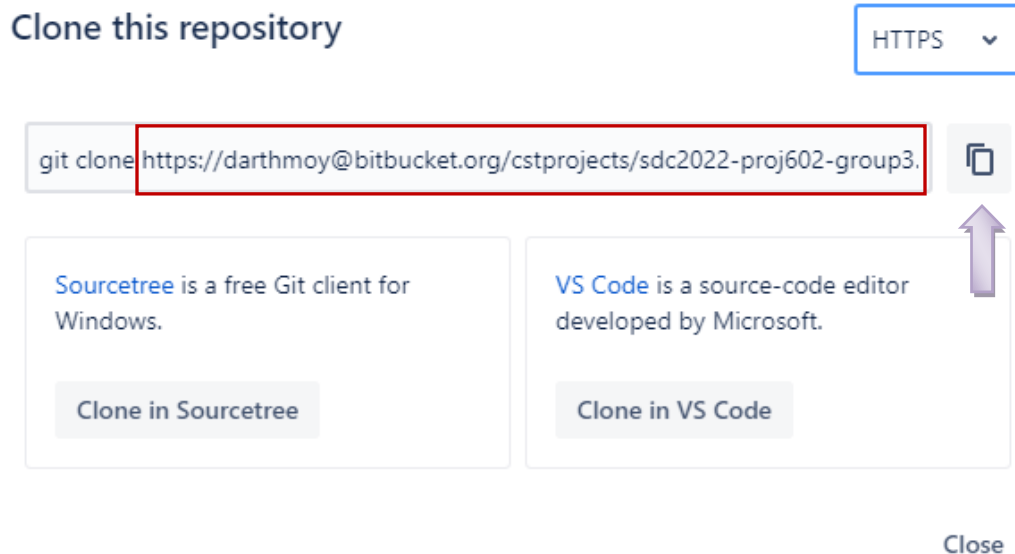 Clone this repository
HTTPS
git clone https://darthmoy@bitbucket.org/cstprojects/sdc2022-proj602-group3.
Sourcetree is a free Git client for
Windows.
Clone in Sourcetree
VS Code is a source-code editor
developed by Microsoft.
Clone in VS Code
Close